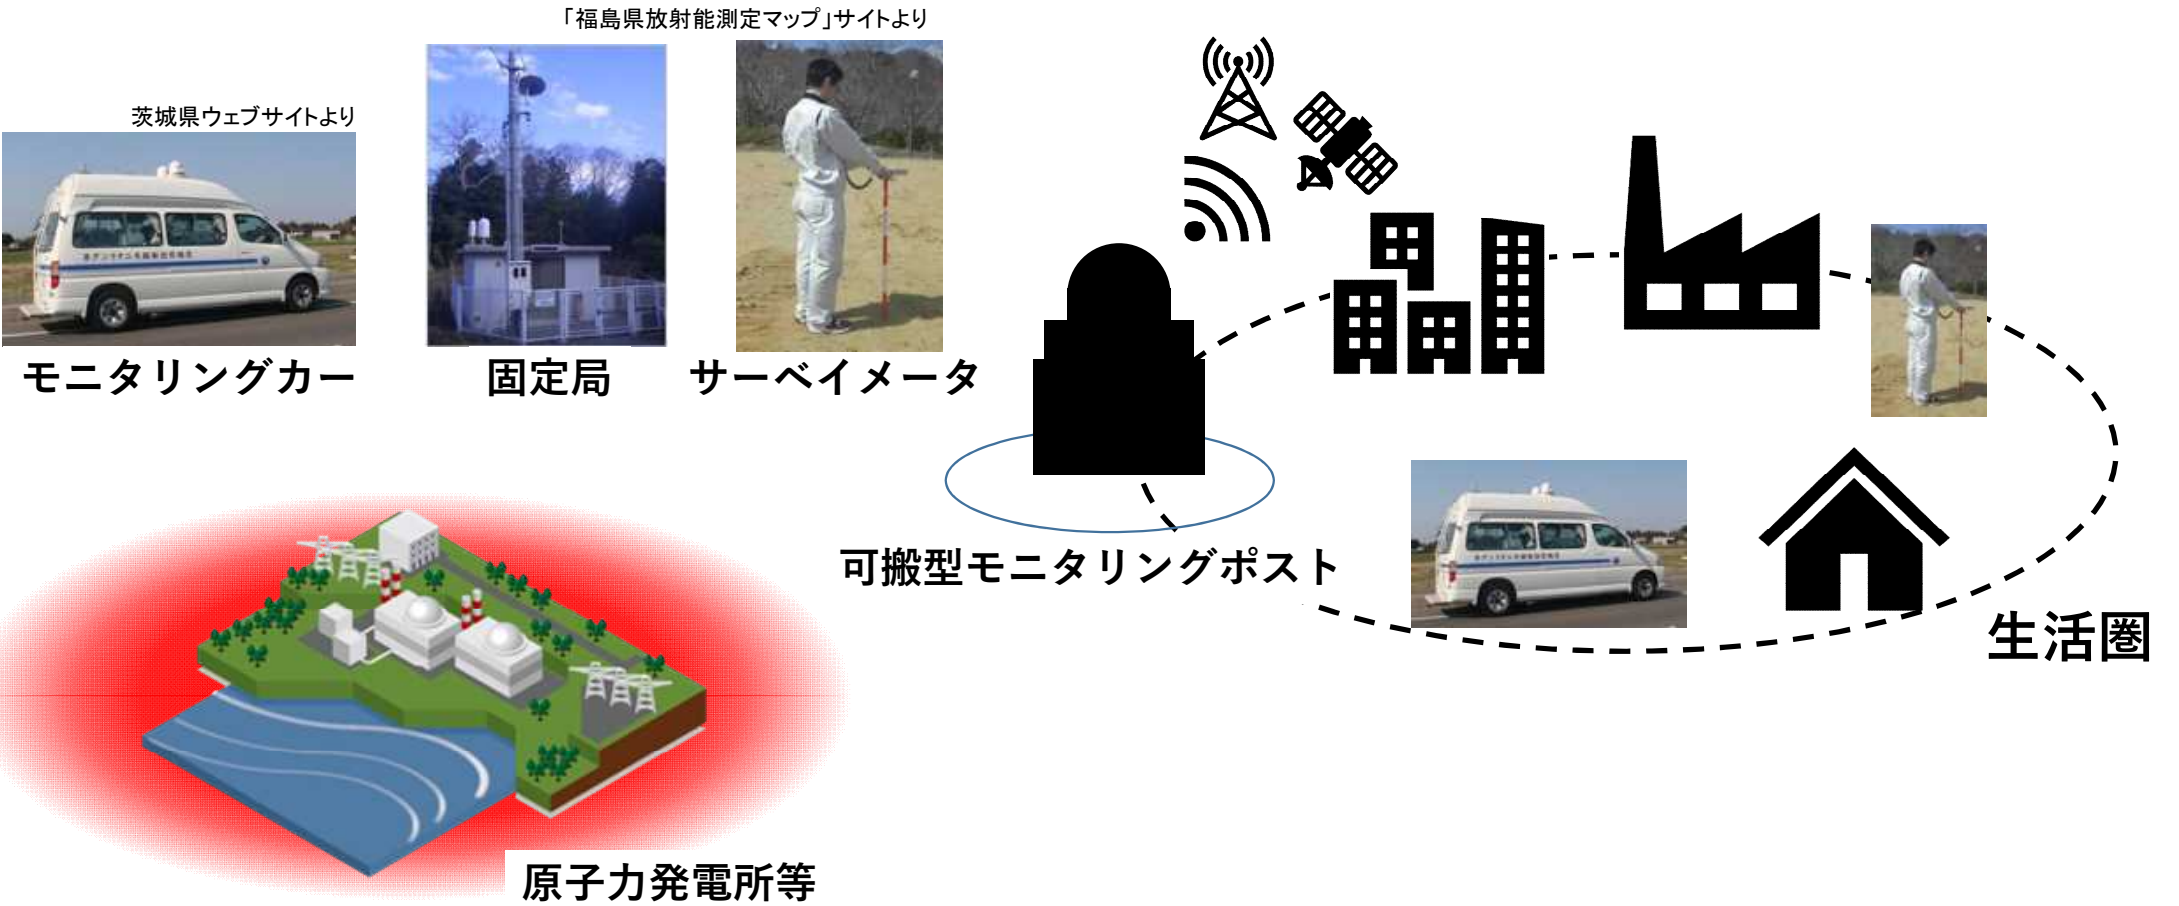 「福島県放射能測定マップ」サイトより
茨城県ウェブサイトより
モニタリングカー
固定局
サーベイメータ
可搬型モニタリングポスト
生活圏
原子力発電所等